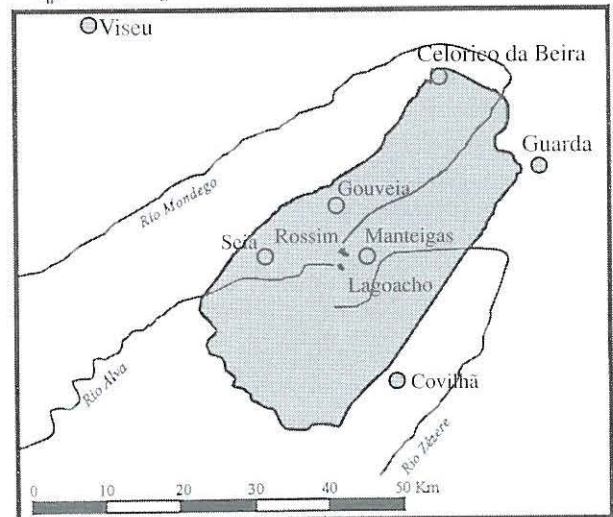 Viseu
Celorico da Beira
Guarda
Rio Mondego
Gouveia
Seia Rossim Manteigas
Lagoacho
Rio Alva
Covilhã
Rio Zêzere
0 10 20 30 40 50 Km